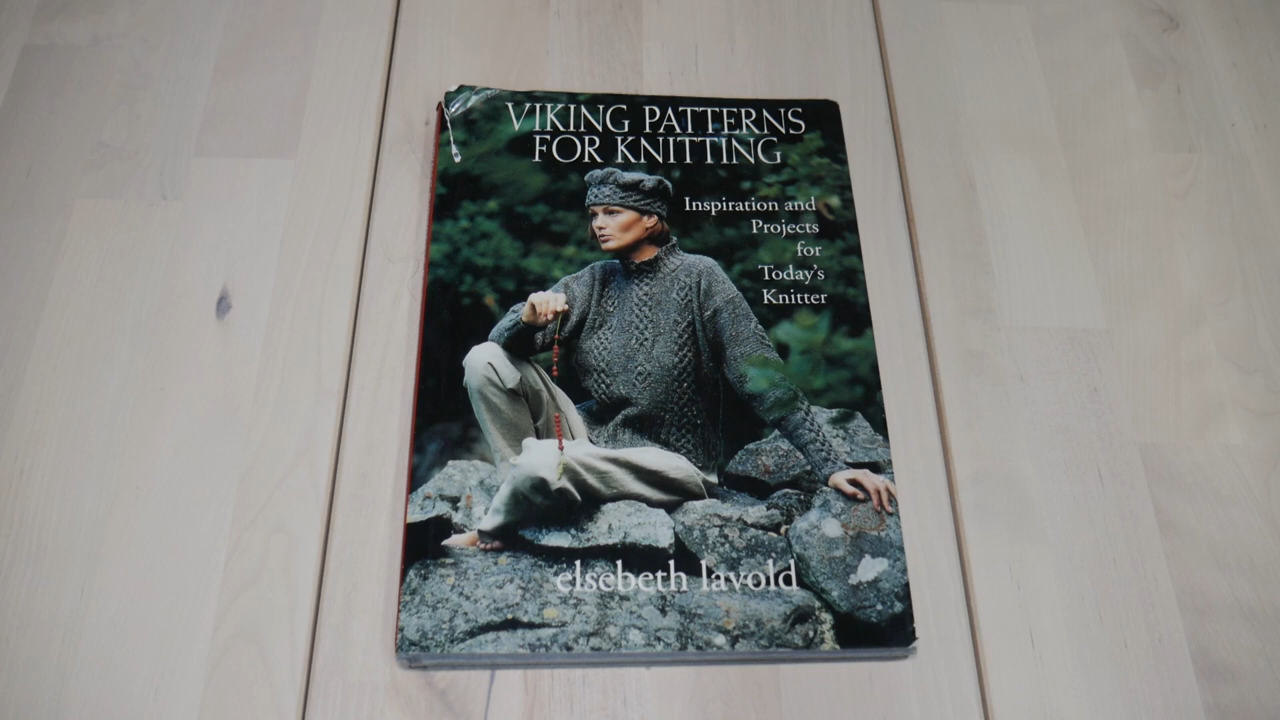 VIKING PATTERNS
FOR KNITTING
Inspiration and
Projects
for
Today's
Knitter
elsebeth lavold